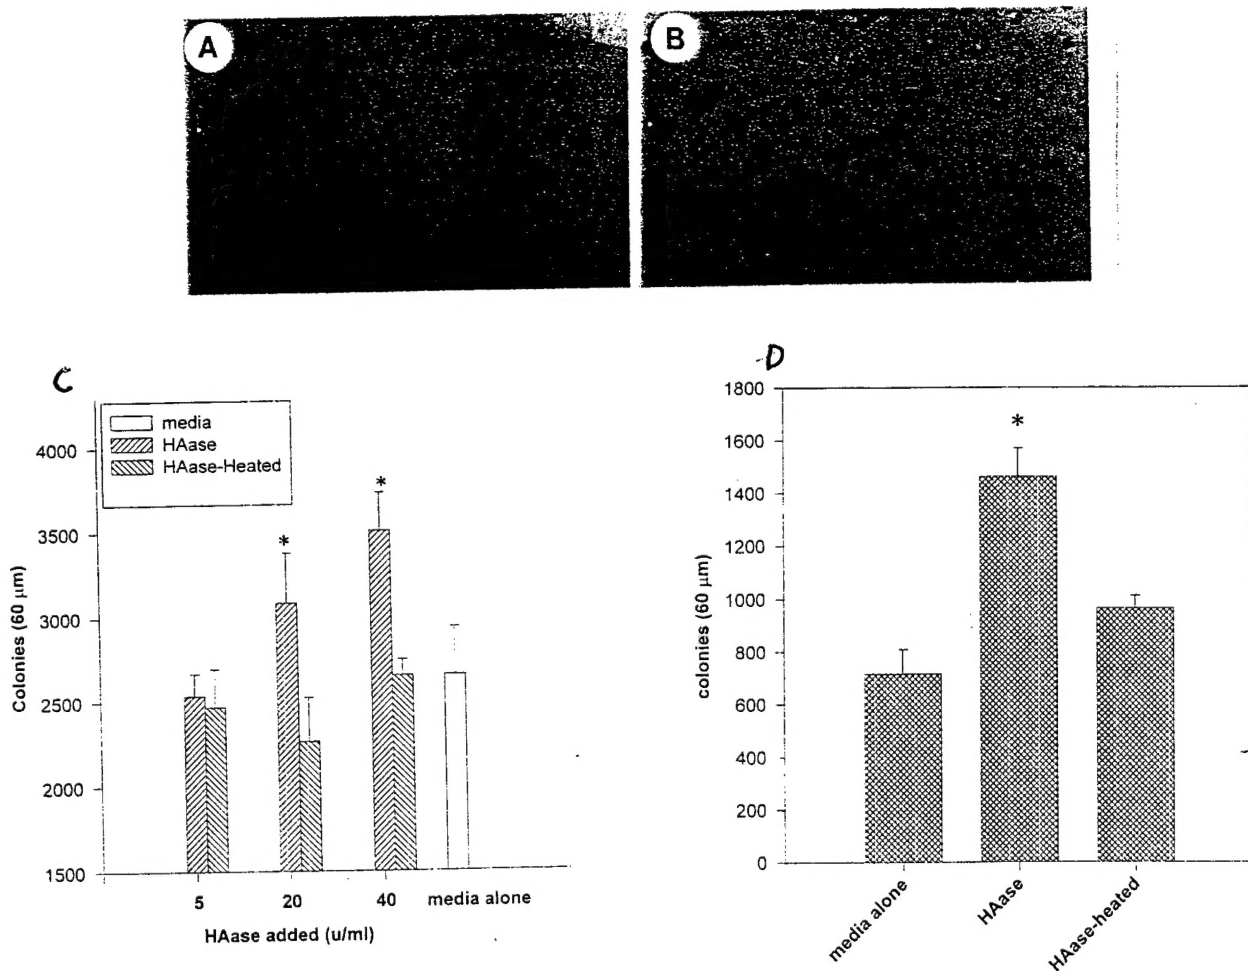 A
B
C
media
HAase
HAase-Heated
4000
3500
3000
2500
2000
1500
Colonies (60 μm)
*
*
5
20
40
media alone
HAase added (u/ml)
D
1800
1600
1400
1200
1000
800
600
400
200
0
colonies (60 μm)
*
media alone
HAase
HAase-heated